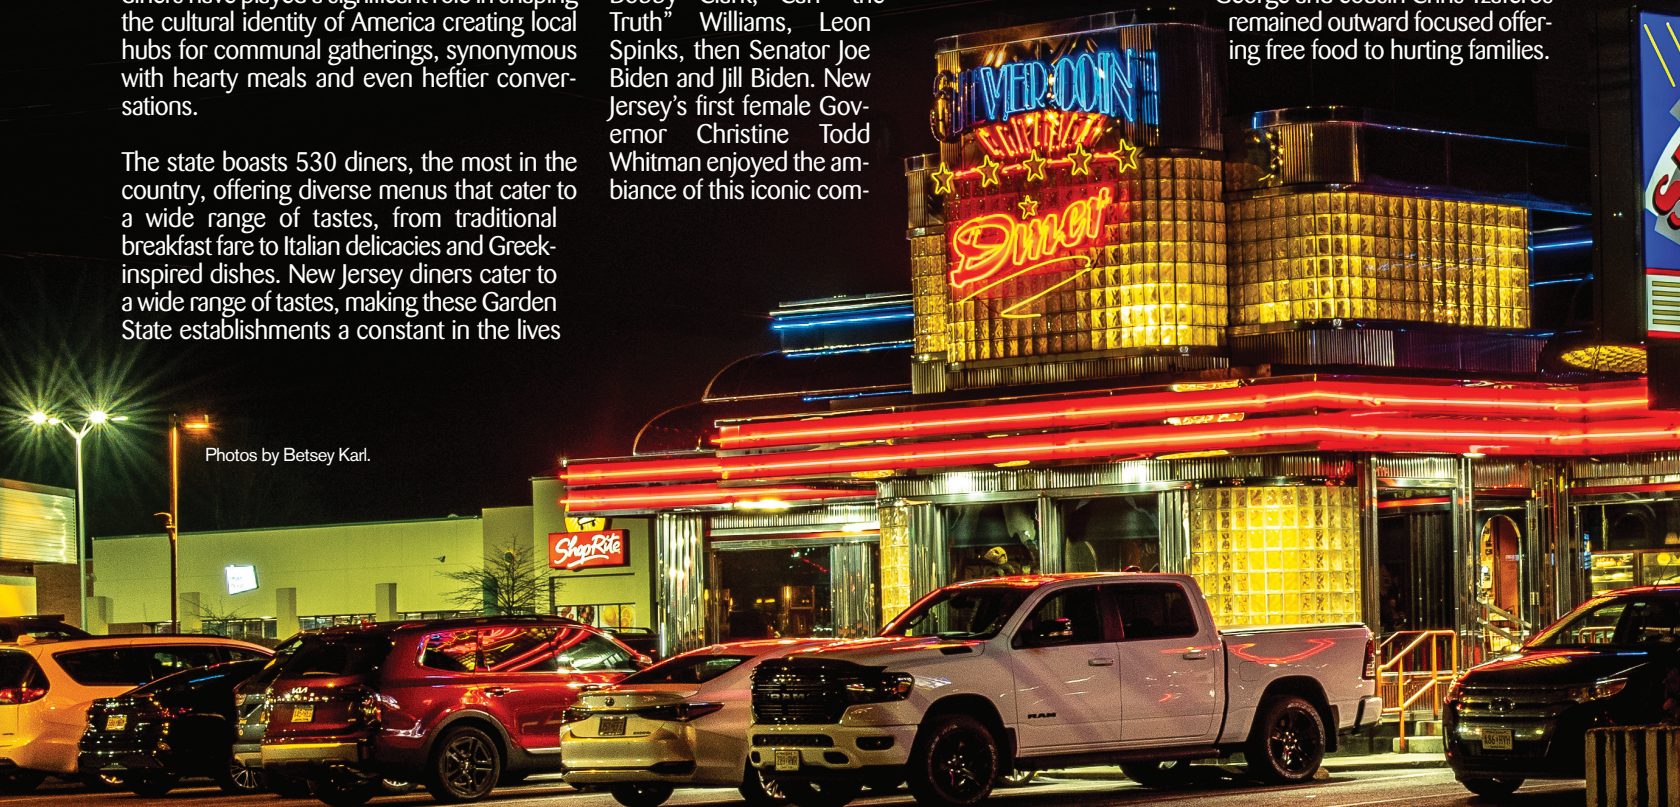 the cultural identity of America creating local
hubs for communal gatherings, synonymous
with hearty meals and even heftier conver-
sations.
The state boasts 530 diners, the most in the
country, offering diverse menus that cater to
a wide range of tastes, from traditional
breakfast fare to Italian delicacies and Greek-
inspired dishes. New Jersey diners cater to
a wide range of tastes, making these Garden
State establishments a constant in the lives
Truth” Williams, Leon
Spinks, then Senator Joe
Biden and Jill Biden. New
Jersey’s first female Gov-
ernor Christine Todd
Whitman enjoyed the am-
biance of this iconic com-
remained outward focused offer-
ing free food to hurting families.
Photos by Betsey Karl.
COIN
Diner
ShopRite
KIA
RAM